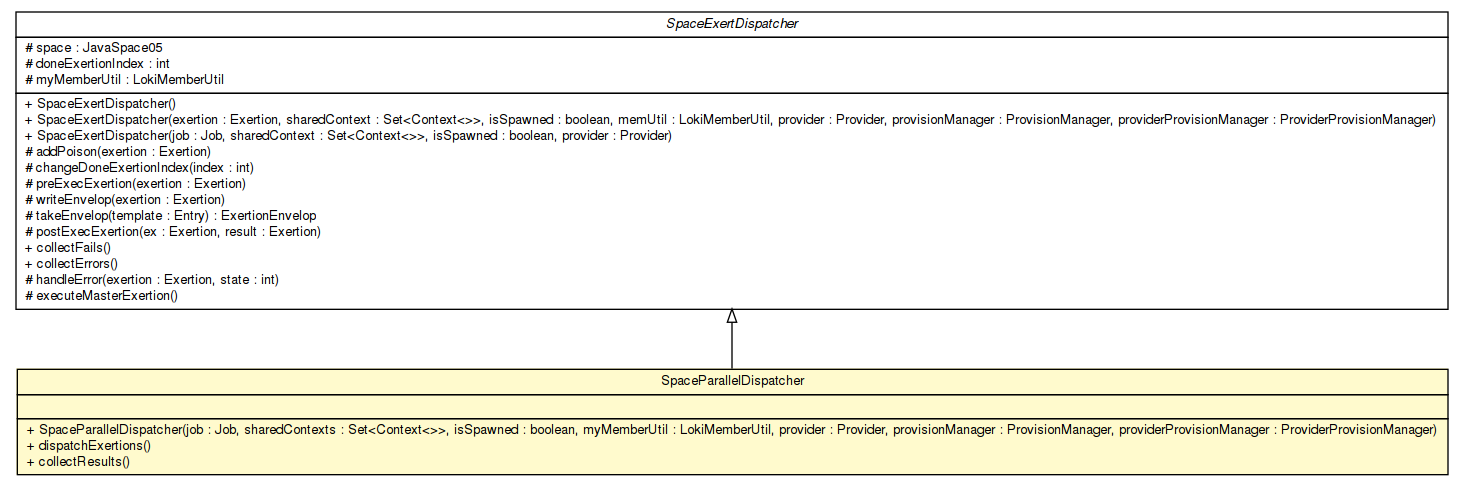 SpaceExertDispatcher
# space : JavaSpace05
# doneExertionIndex : int
# myMemberUtil : LokiMemberUtil
+ SpaceExertDispatcher()
+ SpaceExertDispatcher(exertion : Exertion, sharedContext : Set<Context<>>, isSpawned : boolean, memUtil : LokiMemberUtil, provider : Provider, provisionManager : ProvisionManager, providerProvisionManager : ProviderProvisionManager)
+ SpaceExertDispatcher(job : Job, sharedContext : Set<Context<>>, isSpawned : boolean, provider : Provider)
# addPoison(exertion : Exertion)
# changeDoneExertionIndex(index : int)
# preExecExertion(exertion : Exertion)
# writeEnvelop(exertion : Exertion)
# takeEnvelop(template : Entry) : ExertionEnvelop
# postExecExertion(ex : Exertion, result : Exertion)
+ collectFails()
+ collectErrors()
# handleError(exertion : Exertion, state : int)
# executeMasterExertion()
SpaceParallelDispatcher
+ SpaceParallelDispatcher(job : Job, sharedContexts : Set<Context<>>, isSpawned : boolean, myMemberUtil : LokiMemberUtil, provider : Provider, provisionManager : ProvisionManager, providerProvisionManager : ProviderProvisionManager)
+ dispatchExertions()
+ collectResults()